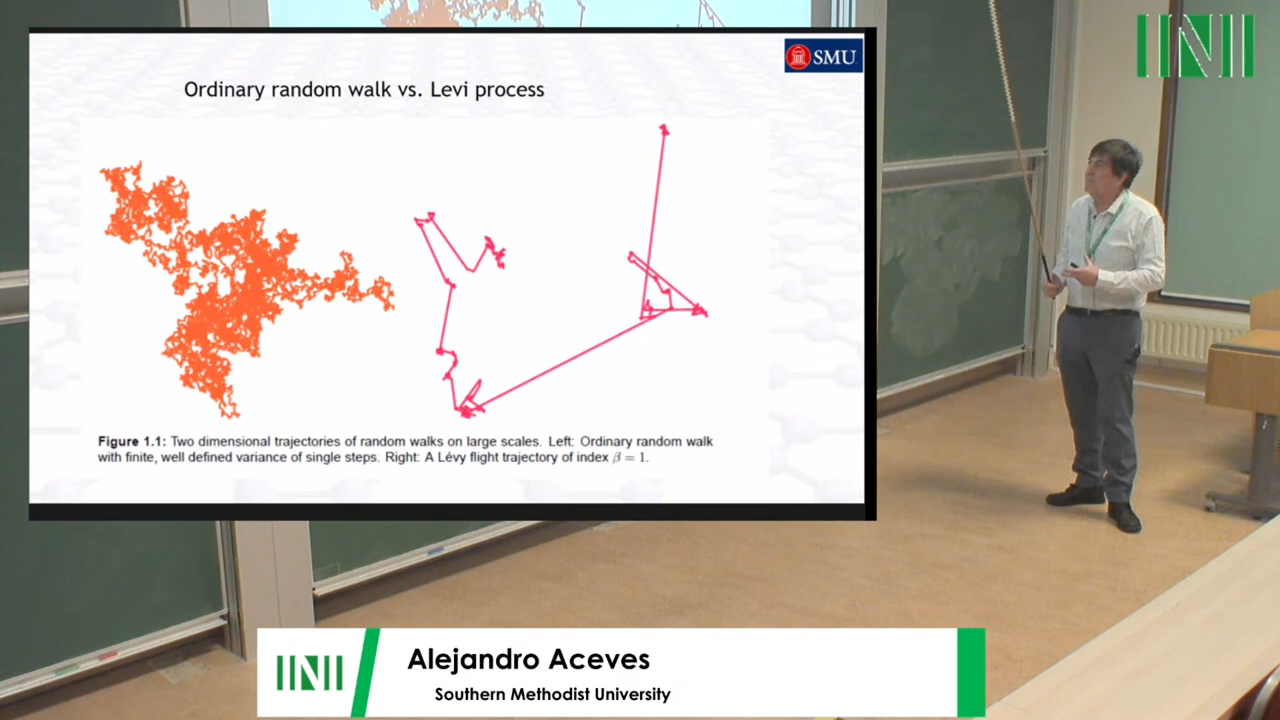 INI
SMU
Ordinary random walk vs. Levi process
Figure 1.1: Two dimensional trajectories of random walks on large scales. Left: Ordinary random walk
with finite, well defined variance of single steps. Right: A Lévy flight trajectory of index β = 1.
INI
Alejandro Aceves
Southern Methodist University